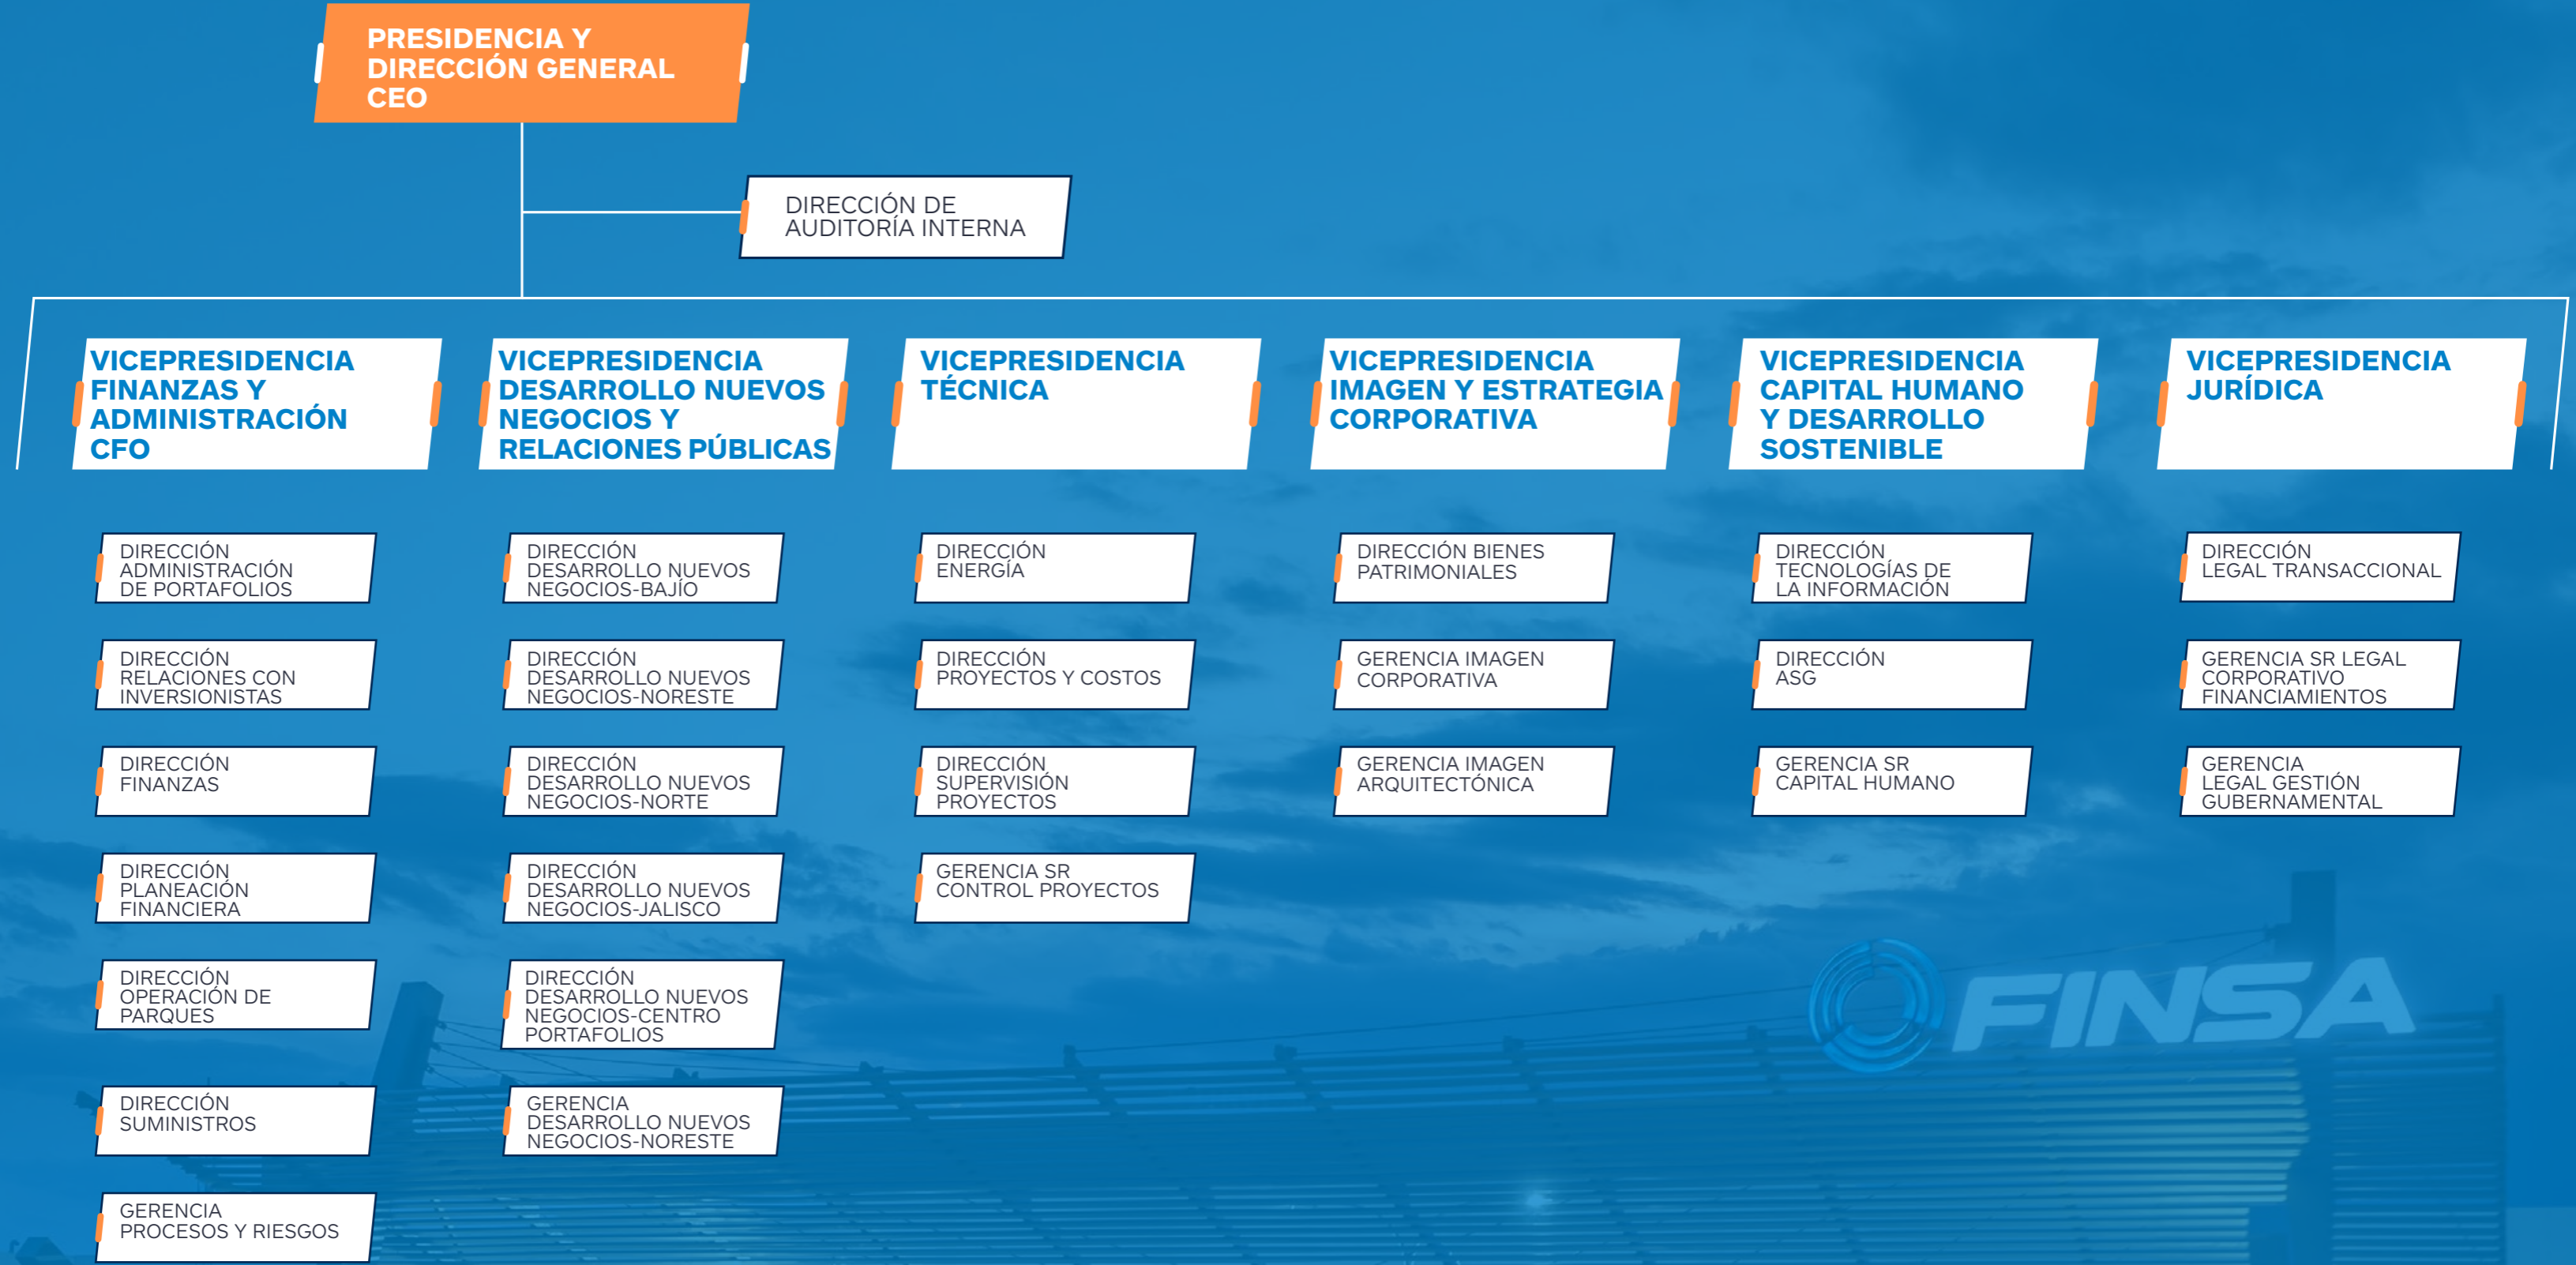 PRESIDENCIA Y
DIRECCIÓN GENERAL
CEO
DIRECCIÓN DE
AUDITORÍA INTERNA
VICEPRESIDENCIA
FINANZAS Y
ADMINISTRACIÓN
CFO
DIRECCIÓN
ADMINISTRACIÓN
DE PORTAFOLIOS
DIRECCIÓN
RELACIONES CON
INVERSIONISTAS
DIRECCIÓN
FINANZAS
DIRECCIÓN
PLANEACIÓN
FINANCIERA
DIRECCIÓN
OPERACIÓN DE
PARQUES
DIRECCIÓN
SUMINISTROS
GERENCIA
PROCESOS Y RIESGOS
VICEPRESIDENCIA
DESARROLLO NUEVOS
NEGOCIOS Y
RELACIONES PÚBLICAS
DIRECCIÓN
DESARROLLO NUEVOS
NEGOCIOS-BAJÍO
DIRECCIÓN
DESARROLLO NUEVOS
NEGOCIOS-NORESTE
DIRECCIÓN
DESARROLLO NUEVOS
NEGOCIOS-NORTE
DIRECCIÓN
DESARROLLO NUEVOS
NEGOCIOS-JALISCO
DIRECCIÓN
DESARROLLO NUEVOS
NEGOCIOS-CENTRO
PORTAFOLIOS
GERENCIA
DESARROLLO NUEVOS
NEGOCIOS-NORESTE
VICEPRESIDENCIA
TÉCNICA
DIRECCIÓN
ENERGÍA
DIRECCIÓN
PROYECTOS Y COSTOS
DIRECCIÓN
SUPERVISIÓN
PROYECTOS
GERENCIA SR
CONTROL PROYECTOS
VICEPRESIDENCIA
IMAGEN Y ESTRATEGIA
CORPORATIVA
DIRECCIÓN BIENES
PATRIMONIALES
GERENCIA IMAGEN
CORPORATIVA
GERENCIA IMAGEN
ARQUITECTÓNICA
VICEPRESIDENCIA
CAPITAL HUMANO
Y DESARROLLO
SOSTENIBLE
DIRECCIÓN
TECNOLOGÍAS DE
LA INFORMACIÓN
DIRECCIÓN
ASG
GERENCIA SR
CAPITAL HUMANO
VICEPRESIDENCIA
JURÍDICA
DIRECCIÓN
LEGAL TRANSACCIONAL
GERENCIA SR LEGAL
CORPORATIVO
FINANCIAMIENTOS
GERENCIA
LEGAL GESTIÓN
GUBERNAMENTAL
FINSA